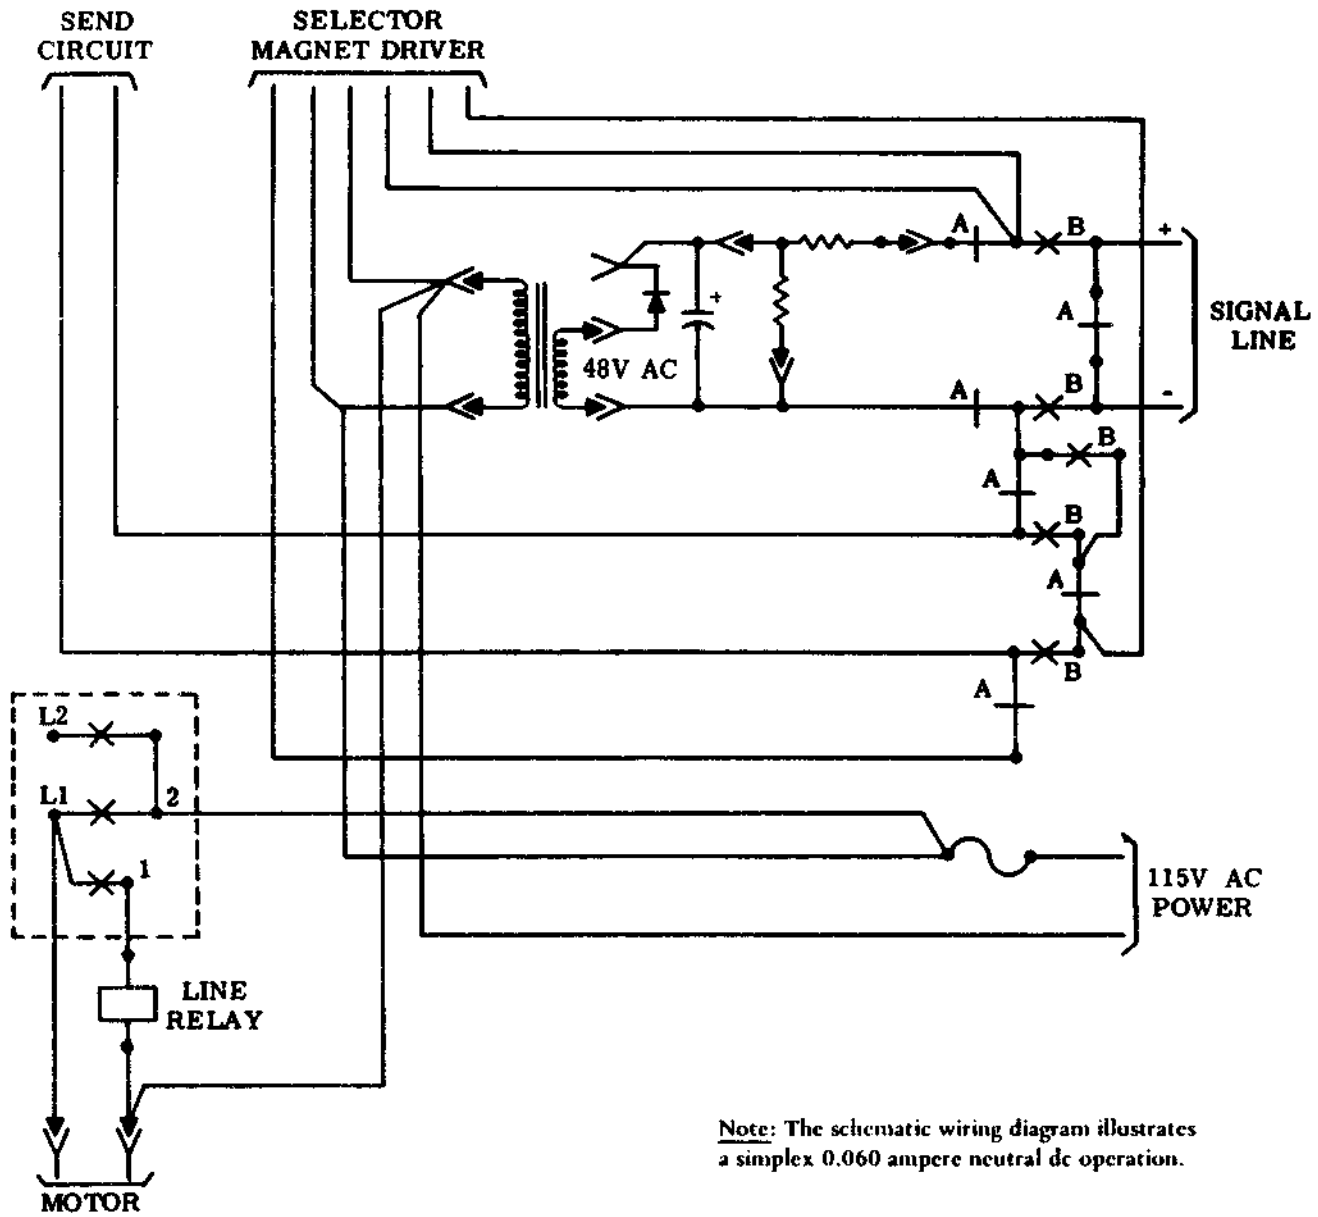 SEND
CIRCUIT
SELECTOR
MAGNET DRIVER
A
B
+
+
A
SIGNAL
LINE
48V AC
A
B
-
B
A
B
A
B
A
L2
L1
2
1
115V AC
POWER
LINE
RELAY
MOTOR
Note: The schematic wiring diagram illustrates
a simplex 0.060 ampere neutral dc operation.